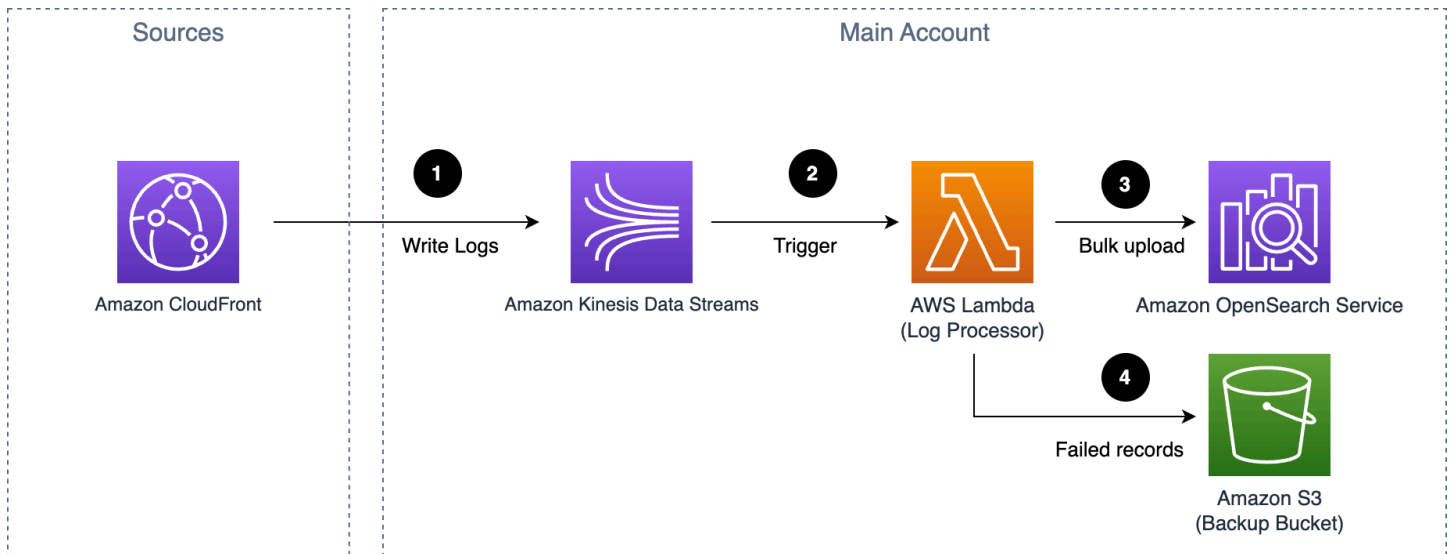 Sources
Main Account
1
2
3
Write Logs
Trigger
Bulk upload
Amazon CloudFront
Amazon Kinesis Data Streams
AWS Lambda
(Log Processor)
Amazon OpenSearch Service
4
Failed records
Amazon S3
(Backup Bucket)